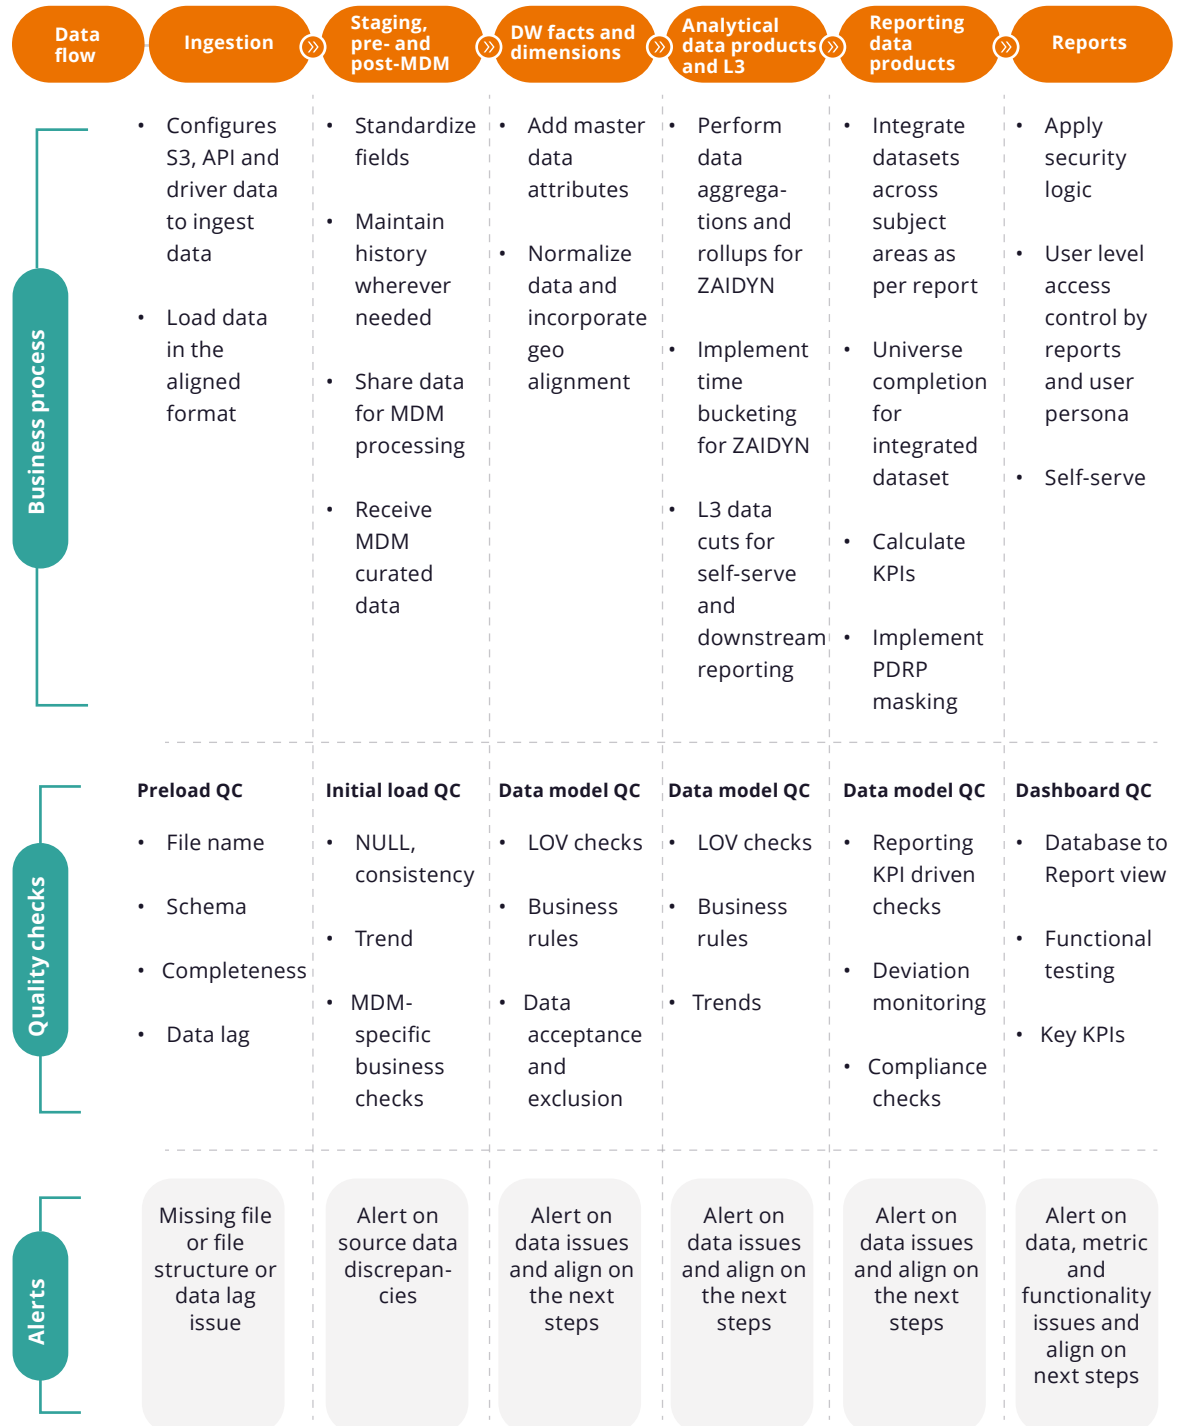 Data
flow
Ingestion
Staging,
pre- and
post-MDM
DW facts and
dimensions
Analytical
data products
and L3
Reporting
data
products
Reports
Business process
• Configures
S3, API and
driver data
to ingest
data
• Load data
in the
aligned
format
• Standardize
fields
• Maintain
history
wherever
needed
• Share data
for MDM
processing
• Receive
MDM
curated
data
• Add master
data
attributes
• Normalize
data and
incorporate
geo
alignment
• Perform
data
aggrega-
tions and
rollups for
ZAIDYN
• Implement
time
bucketing
for ZAIDYN
• L3 data
cuts for
self-serve
and
downstream
reporting
• Integrate
datasets
across
subject
areas as
per report
• Universe
completion
for
integrated
dataset
• Calculate
KPIs
• Implement
PDRP
masking
• Apply
security
logic
• User level
access
control by
reports
and user
persona
• Self-serve
Quality checks
Preload QC
• File name
• Schema
• Completeness
• Data lag
Initial load QC
• NULL,
consistency
• Trend
• MDM-
specific
business
checks
Data model QC
• LOV checks
• Business
rules
• Data
acceptance
and
exclusion
Data model QC
• LOV checks
• Business
rules
• Trends
Data model QC
• Reporting
KPI driven
checks
• Deviation
monitoring
• Compliance
checks
Dashboard QC
• Database to
Report view
• Functional
testing
• Key KPIs
Alerts
Missing file
or file
structure or
data lag
issue
Alert on
source data
discrepan-
cies
Alert on
data issues
and align on
the next
steps
Alert on
data issues
and align on
the next
steps
Alert on
data issues
and align on
the next
steps
Alert on
data, metric
and
functionality
issues and
align on
next steps